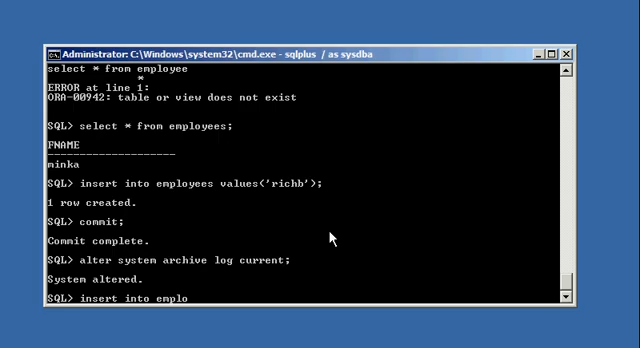 Administrator: C:\Windows\system32\cmd.exe - sqlplus / as sysdba
select * from employee
*
ERROR at line 1:
ORA-00942: table or view does not exist
SQL> select * from employees;
FNAME
--------------------
minka
SQL> insert into employees values('richb');
1 row created.
SQL> commit;
Commit complete.
SQL> alter system archive log current;
System altered.
SQL> insert into emplo